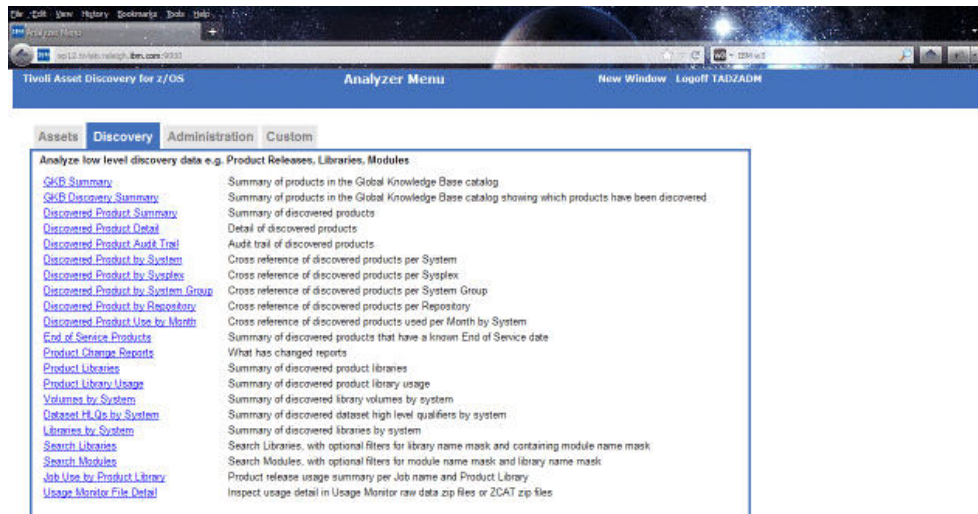 File Edit View History Bookmarks Tools Help
IBM Analyzer Menu +
Tivoli Asset Discovery for z/OS Analyzer Menu New Window Logoff TADZADM
Assets Discovery Administration Custom
Analyze low level discovery data e.g. Product Releases, Libraries, Modules
GKB Summary Summary of products in the Global Knowledge Base catalog
GKB Discovery Summary Summary of products in the Global Knowledge Base catalog showing which products have been discovered
Discovered Product Summary Summary of discovered products
Discovered Product Detail Detail of discovered products
Discovered Product Audit Trail Audit trail of discovered products
Discovered Product by System Cross reference of discovered products per System
Discovered Product by Sysplex Cross reference of discovered products per Sysplex
Discovered Product by System Group Cross reference of discovered products per System Group
Discovered Product by Repository Cross reference of discovered products per Repository
Discovered Product Use by Month Cross reference of discovered products used per Month by System
End of Service Products Summary of discovered products that have a known End of Service date
Product Change Reports What has changed reports
Product Libraries Summary of discovered product libraries
Product Library Usage Summary of discovered product library usage
Volumes by System Summary of discovered library volumes by system
Dataset HLQs by System Summary of discovered dataset high level qualifiers by system
Libraries by System Summary of discovered libraries by system
Search Libraries Search Libraries, with optional filters for library name mask and containing module name mask
Search Modules Search Modules, with optional filters for module name mask and library name mask
Job Use by Product Library Product release usage summary per Job name and Product Library
Usage Monitor File Detail Inspect usage detail in Usage Monitor raw data zip files or ZCAT zip files